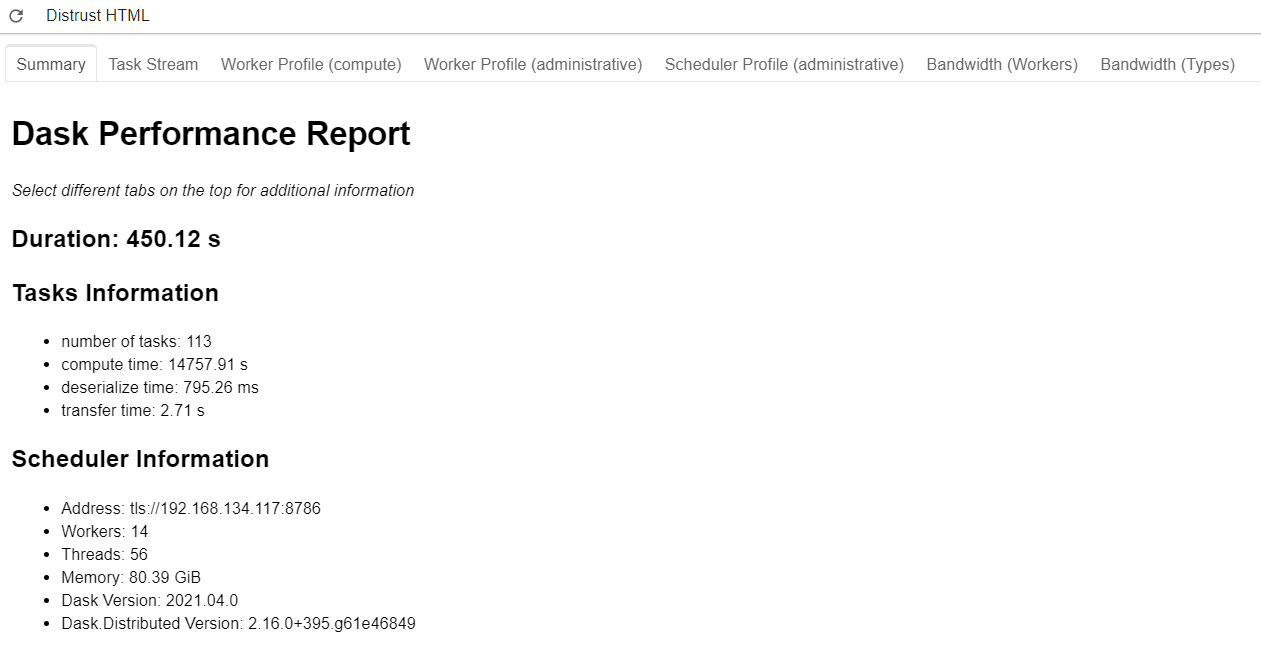 Distrust HTML
Summary Task Stream Worker Profile (compute) Worker Profile (administrative) Scheduler Profile (administrative) Bandwidth (Workers) Bandwidth (Types)
Dask Performance Report
Select different tabs on the top for additional information
Duration: 450.12 s
Tasks Information
• number of tasks: 113
• compute time: 14757.91 s
• deserialize time: 795.26 ms
• transfer time: 2.71 s
Scheduler Information
• Address: tls://192.168.134.117:8786
• Workers: 14
• Threads: 56
• Memory: 80.39 GiB
• Dask Version: 2021.04.0
• Dask.Distributed Version: 2.16.0+395.g61e46849